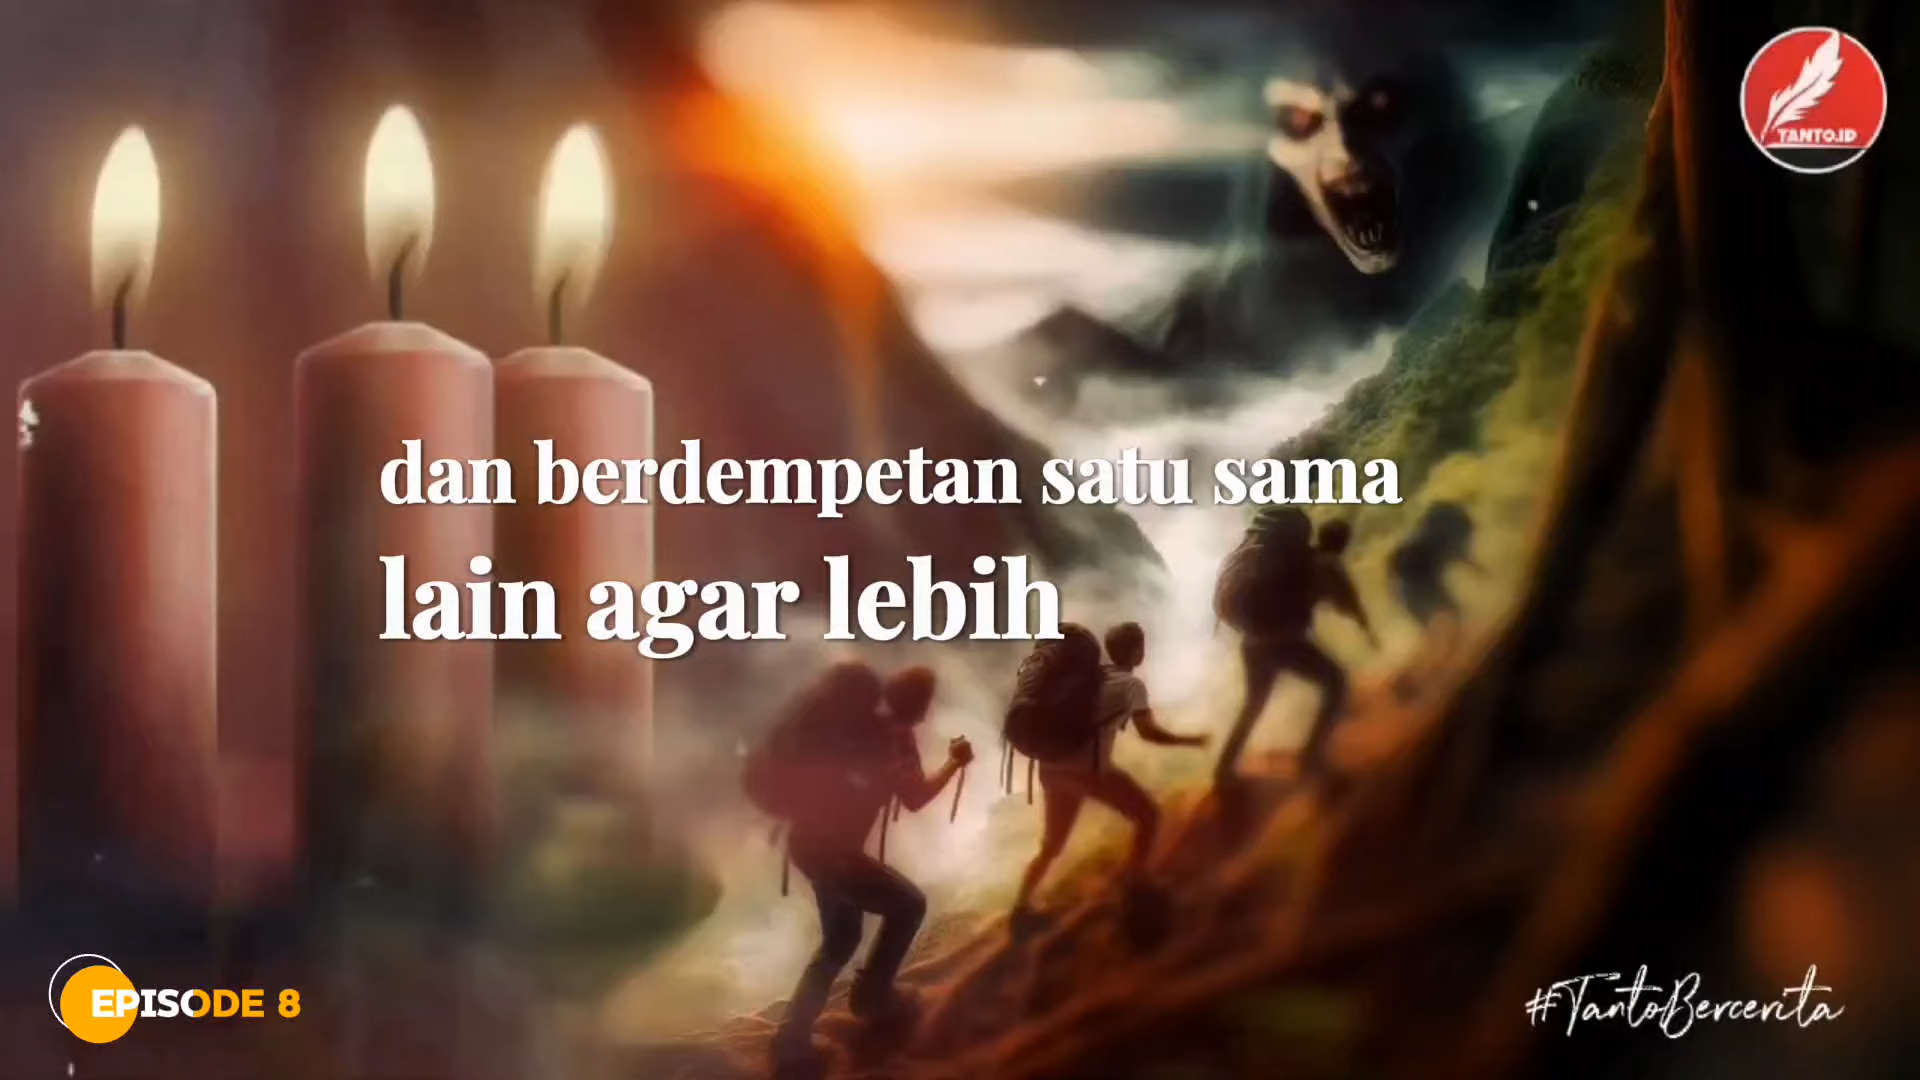 TANTO.ID
dan berdempetan satu sama
lain agar lebih
EPISODE 8
#TantoBercerita